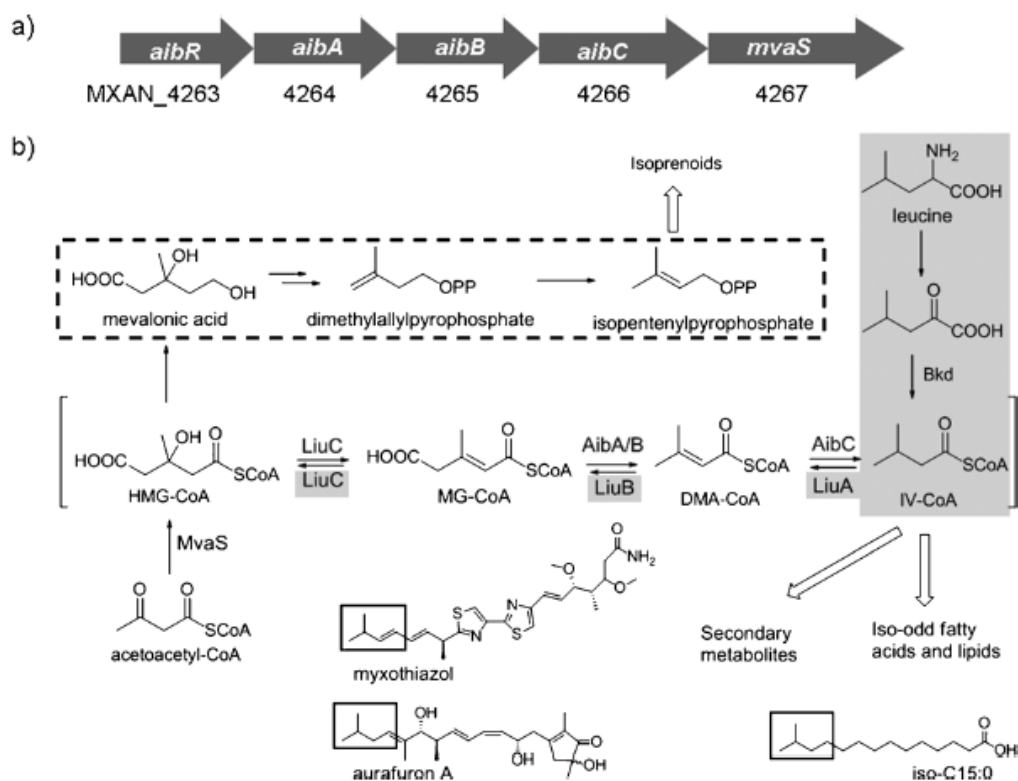 a)
aibR aibA aibB aibC mvaS
MXAN_4263 4264 4265 4266 4267
b)
Isoprenoids
NH2
COOH
leucine
OH
HOOC
OH
mevalonic acid
OPP
dimethylallylpyrophosphate
OPP
isopentenylpyrophosphate
O
COOH
Bkd
OH O
HOOC SCoA
HMG-CoA
LiuC
LiuC
O
HOOC SCoA
MG-CoA
AibA/B
LiuB
O
SCoA
DMA-CoA
AibC
LiuA
O
SCoA
IV-CoA
MvaS
O O
SCoA
acetoacetyl-CoA
O
NH2
O
O
S
N
N
S
myxothiazol
OH
OH
O
OH
aurafuron A
Secondary
metabolites
Iso-odd fatty
acids and lipids
O
OH
iso-C15:0